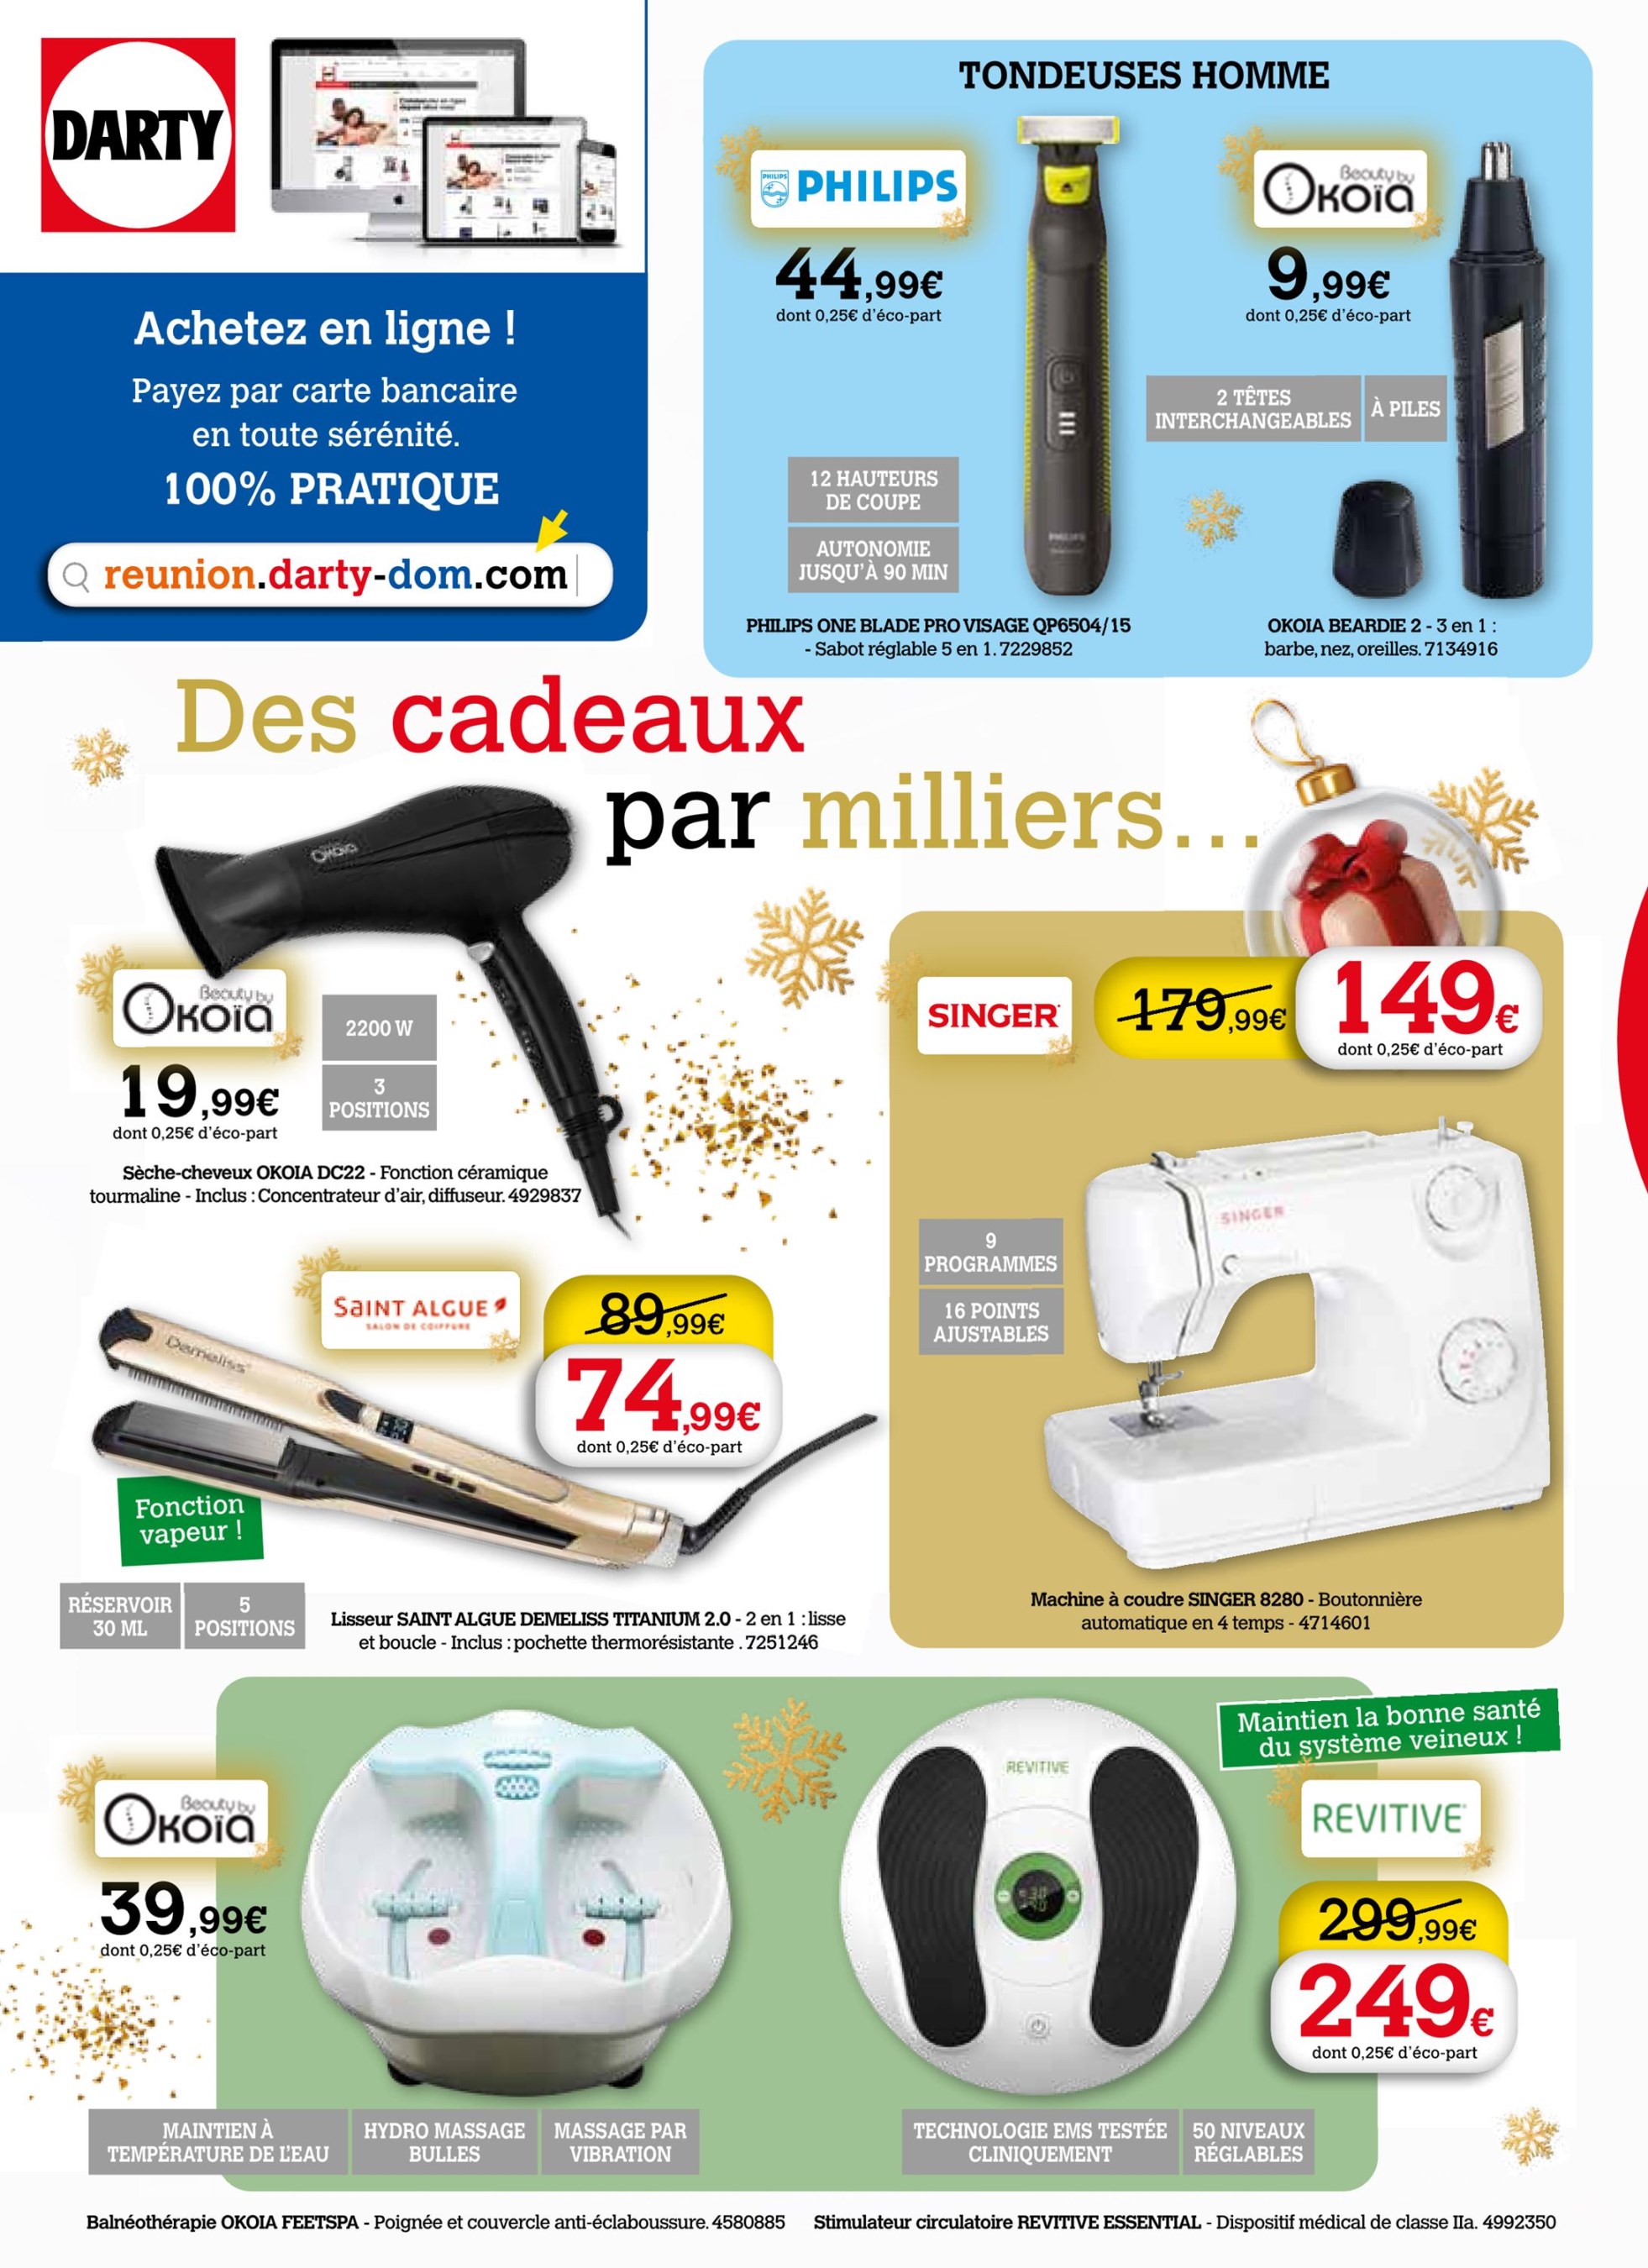 DARTY
Achetez en ligne !
Payez par carte bancaire
en toute sérénité.
100% PRATIQUE
reunion.darty-dom.com
TONDEUSES HOMME
PHILIPS
PHILIPS
44,99€
dont 0,25€ d'éco-part
12 HAUTEURS
DE COUPE
AUTONOMIE
JUSQU'À 90 MIN
PHILIPS
PHILIPS ONE BLADE PRO VISAGE QP6504/15
- Sabot réglable 5 en 1. 7229852
Beauty by
Okoïa
9,99€
dont 0,25€ d'éco-part
2 TÊTES
INTERCHANGEABLES
À PILES
OKOIA BEARDIE 2 - 3 en 1 :
barbe, nez, oreilles. 7134916
Des cadeaux
par milliers...
OKOIA
Beauty by
Okoïa
2200 W
3
POSITIONS
19,99€
dont 0,25€ d'éco-part
Sèche-cheveux OKOIA DC22 - Fonction céramique
tourmaline - Inclus : Concentrateur d'air, diffuseur. 4929837
SINGER
179,99€
149€
dont 0,25€ d'éco-part
SINGER
9
PROGRAMMES
16 POINTS
AJUSTABLES
Machine à coudre SINGER 8280 - Boutonnière
automatique en 4 temps - 4714601
SAINT ALGUE
SALON DE COIFFURE
89,99€
74,99€
dont 0,25€ d'éco-part
Demeliss
Fonction
vapeur !
RÉSERVOIR
30 ML
5
POSITIONS
Lisseur SAINT ALGUE DEMELISS TITANIUM 2.0 - 2 en 1 : lisse
et boucle - Inclus : pochette thermorésistante . 7251246
Beauty by
Okoïa
39,99€
dont 0,25€ d'éco-part
MAINTIEN À
TEMPÉRATURE DE L'EAU
HYDRO MASSAGE
BULLES
MASSAGE PAR
VIBRATION
Balnéothérapie OKOIA FEETSPA - Poignée et couvercle anti-éclaboussure. 4580885
Maintien la bonne santé
du système veineux !
REVITIVE
REVITIVE
299,99€
249€
dont 0,25€ d'éco-part
TECHNOLOGIE EMS TESTÉE
CLINIQUEMENT
50 NIVEAUX
RÉGLABLES
Stimulateur circulatoire REVITIVE ESSENTIAL - Dispositif médical de classe IIa. 4992350